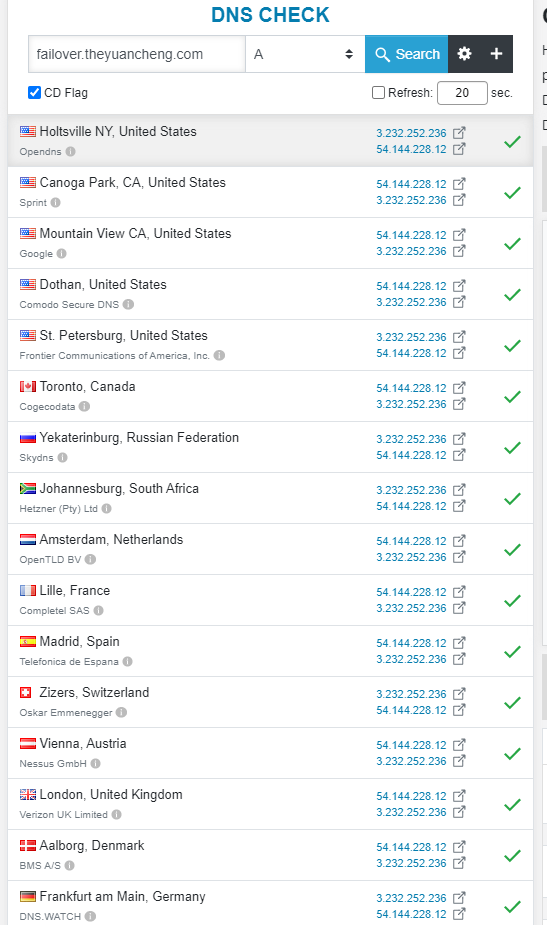 DNS CHECK
failover.theyuancheng.com A Search
CD Flag Refresh: 20 sec.
Holtsville NY, United States 3.232.252.236
Opendns 54.144.228.12
Canoga Park, CA, United States 54.144.228.12
Sprint 3.232.252.236
Mountain View CA, United States 54.144.228.12
Google 3.232.252.236
Dothan, United States 54.144.228.12
Comodo Secure DNS 3.232.252.236
St. Petersburg, United States 3.232.252.236
Frontier Communications of America, Inc. 54.144.228.12
Toronto, Canada 54.144.228.12
Cogecodata 3.232.252.236
Yekaterinburg, Russian Federation 3.232.252.236
Skydns 54.144.228.12
Johannesburg, South Africa 3.232.252.236
Hetzner (Pty) Ltd 54.144.228.12
Amsterdam, Netherlands 54.144.228.12
OpenTLD BV 3.232.252.236
Lille, France 54.144.228.12
Completel SAS 3.232.252.236
Madrid, Spain 54.144.228.12
Telefonica de Espana 3.232.252.236
Zizers, Switzerland 3.232.252.236
Oskar Emmenegger 54.144.228.12
Vienna, Austria 54.144.228.12
Nessus GmbH 3.232.252.236
London, United Kingdom 54.144.228.12
Verizon UK Limited 3.232.252.236
Aalborg, Denmark 54.144.228.12
BMS A/S 3.232.252.236
Frankfurt am Main, Germany 3.232.252.236
DNS.WATCH 54.144.228.12